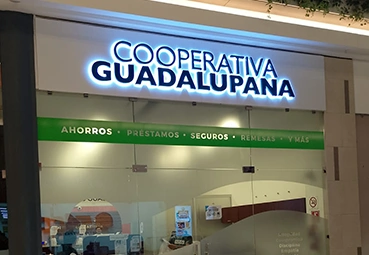 COOPERATIVA
GUADALUPANA
AHORROS · PRÉSTAMOS · SEGUROS · REMESAS · Y MÁS